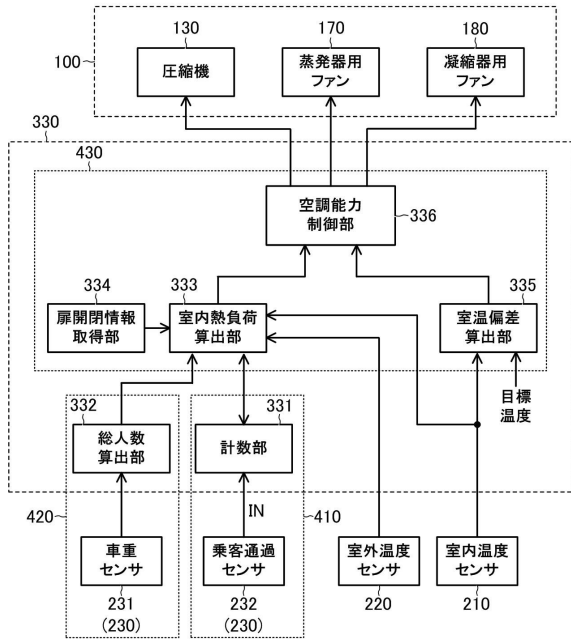 130
170
180
100
圧縮機
蒸発器用
ファン
凝縮器用
ファン
330
430
空調能力
制御部
336
334
333
335
扉開閉情報
取得部
室内熱負荷
算出部
室温偏差
算出部
目標
温度
332
331
総人数
算出部
計数部
420
IN
410
車重
センサ
乗客通過
センサ
室外温度
センサ
室内温度
センサ
231
(230)
232
(230)
220
210